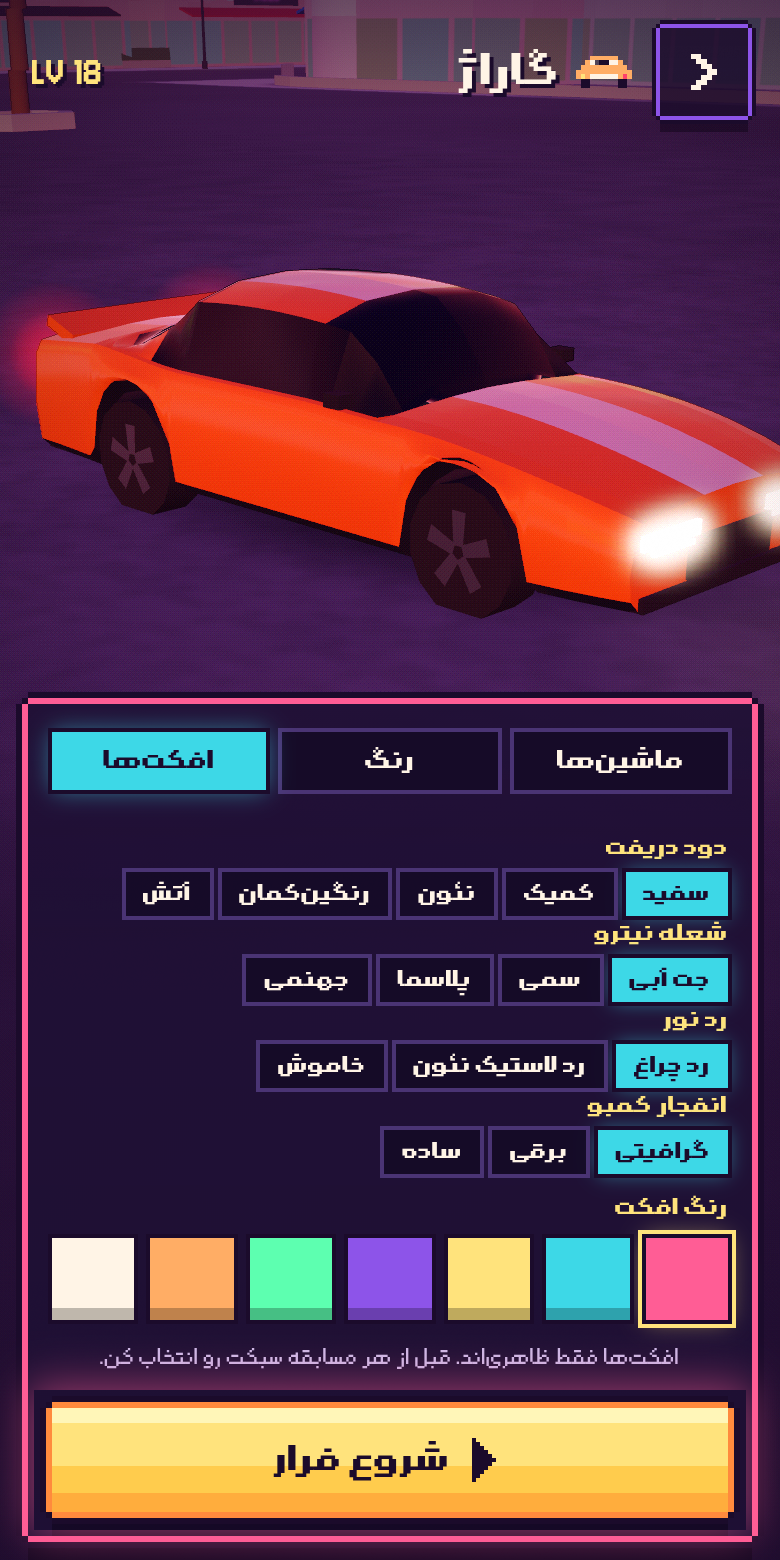 گاراژ
LV 18
ماشین‌ها رنگ افکت‌ها
دود دریفت
سفید کمیک نئون رنگین‌کمان آتش
شعله نیترو
جت آبی سمی پلاسما جهنمی
رد نور
رد چراغ رد لاستیک نئون خاموش
انفجار کمبو
گرافیتی برقی ساده
رنگ افکت
افکت‌ها فقط ظاهری‌اند. قبل از هر مسابقه سبکت رو انتخاب کن.
شروع فرار